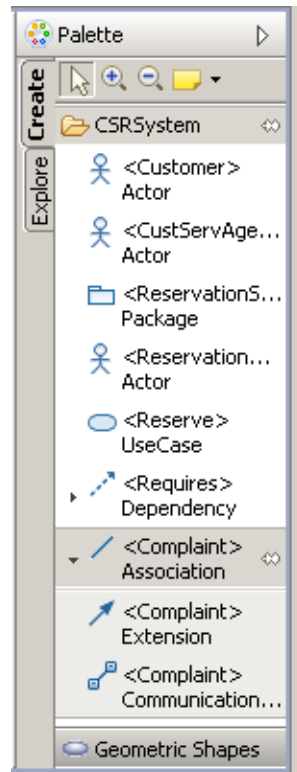 Palette
Create
Explore
CSRSystem
<Customer>
Actor
<CustServAge...
Actor
<ReservationS...
Package
<Reservation...
Actor
<Reserve>
UseCase
<Requires>
Dependency
<Complaint>
Association
<Complaint>
Extension
<Complaint>
Communication...
Geometric Shapes